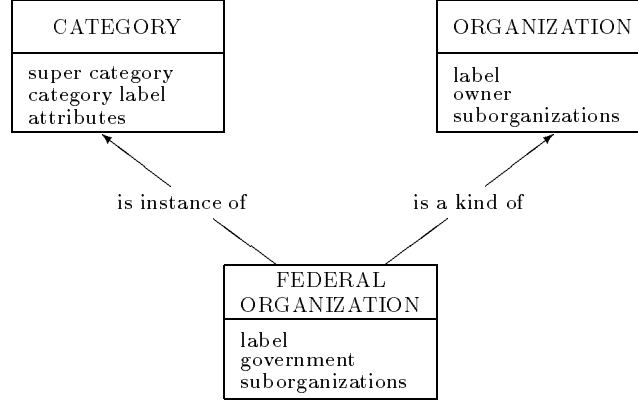 CATEGORY
super category
category label
attributes
ORGANIZATION
label
owner
suborganizations
is instance of
is a kind of
FEDERAL
ORGANIZATION
label
government
suborganizations